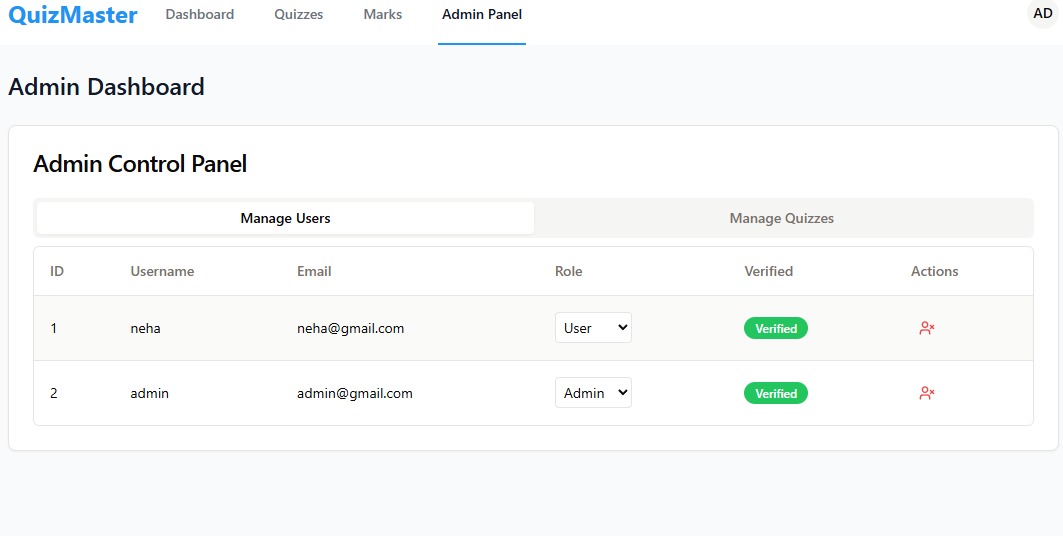 QuizMaster Dashboard Quizzes Marks Admin Panel AD
Admin Dashboard
Admin Control Panel
Manage Users Manage Quizzes
ID Username Email Role Verified Actions
1 neha neha@gmail.com User Verified
2 admin admin@gmail.com Admin Verified